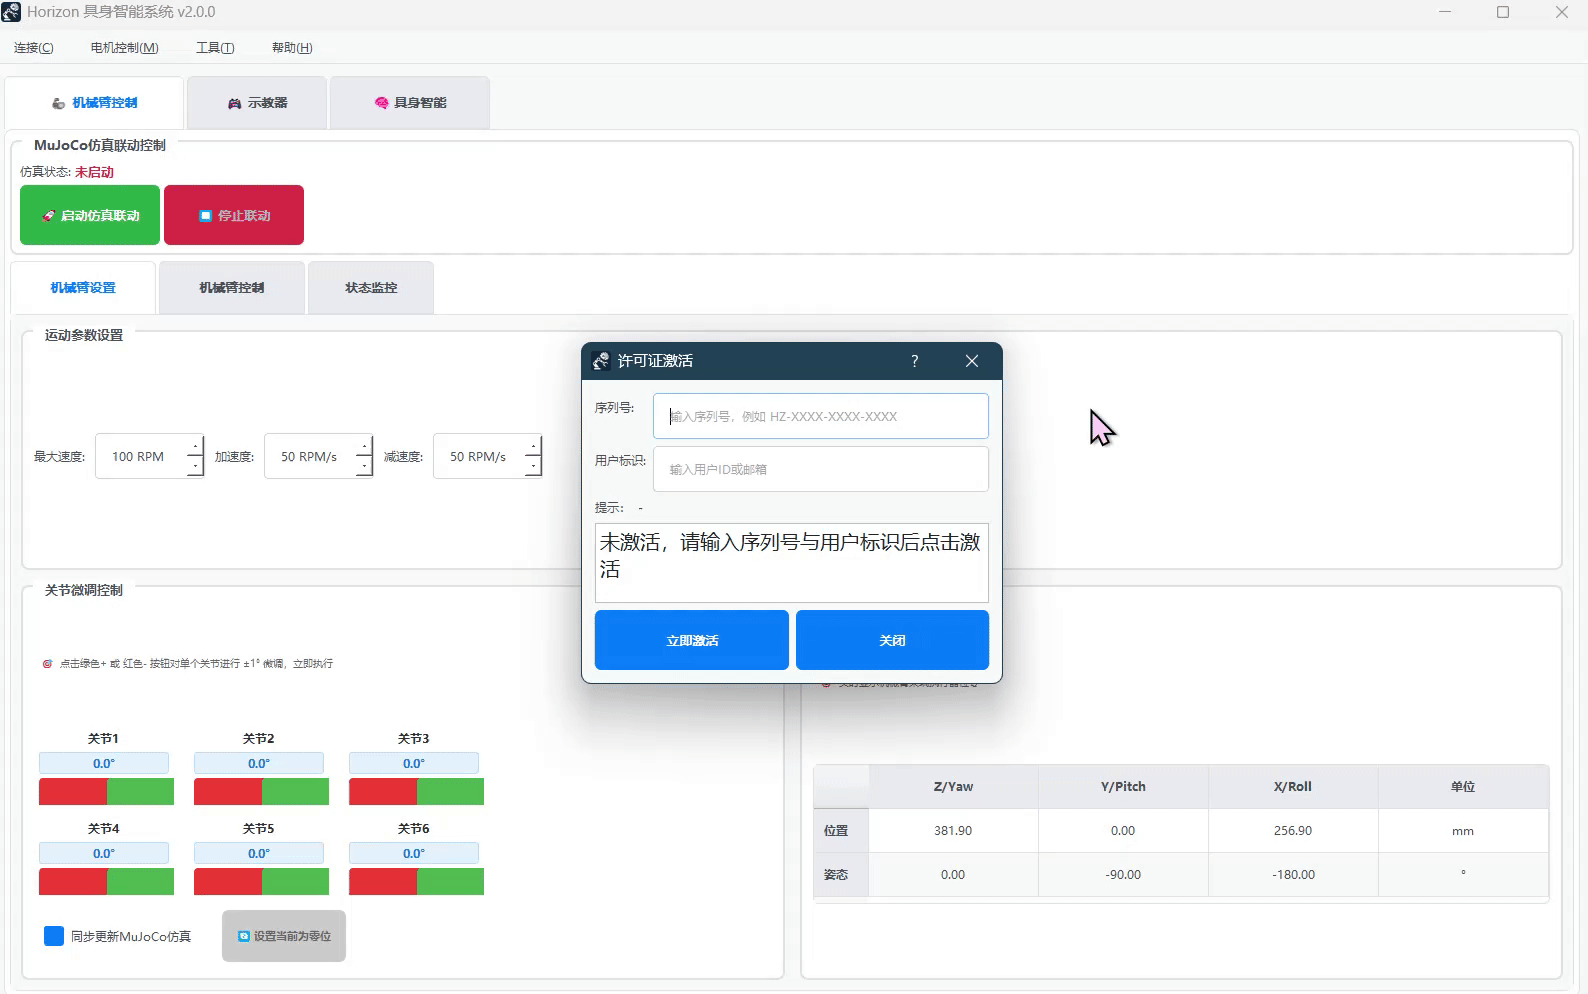 Horizon 具身智能系统 v2.0.0
连接(C) 电机控制(M) 工具(T) 帮助(H)
机械臂控制 示教器 具身智能
MuJoCo仿真联动控制
仿真状态: 未启动
启动仿真联动 停止联动
机械臂设置 机械臂控制 状态监控
运动参数设置
最大速度: 100 RPM 加速度: 50 RPM/s 减速度: 50 RPM/s
许可证激活 ?
序列号: 输入序列号，例如 HZ-XXXX-XXXX-XXXX
用户标识: 输入用户ID或邮箱
提示: -
未激活，请输入序列号与用户标识后点击激
活
立即激活 关闭
关节微调控制
点击绿色+ 或 红色- 按钮对单个关节进行 ±1° 微调，立即执行
关节1 关节2 关节3
0.0° 0.0° 0.0°
关节4 关节5 关节6
0.0° 0.0° 0.0°
同步更新MuJoCo仿真 设置当前为零位
Z/Yaw Y/Pitch X/Roll 单位
位置 381.90 0.00 256.90 mm
姿态 0.00 -90.00 -180.00 °